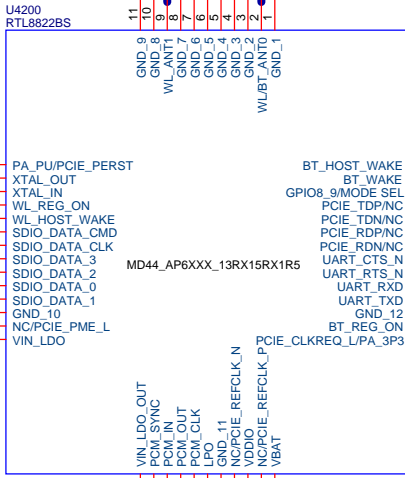 U4200
RTL8822BS
11
10
9
8
7
6
5
4
3
2
1
GND_9
GND_8
WL_ANT1
GND_7
GND_6
GND_5
GND_4
GND_3
GND_2
WL/BT_ANT0
GND_1
PA_PU/PCIE_PERST
XTAL_OUT
XTAL_IN
WL_REG_ON
WL_HOST_WAKE
SDIO_DATA_CMD
SDIO_DATA_CLK
SDIO_DATA_3
SDIO_DATA_2
SDIO_DATA_0
SDIO_DATA_1
GND_10
NC/PCIE_PME_L
VIN_LDO
MD44_AP6XXX_13RX15RX1R5
BT_HOST_WAKE
BT_WAKE
GPIO8_9/MODE SEL
PCIE_TDP/NC
PCIE_TDN/NC
PCIE_RDP/NC
PCIE_RDN/NC
UART_CTS_N
UART_RTS_N
UART_RXD
UART_TXD
GND_12
BT_REG_ON
PCIE_CLKREQ_L/PA_3P3
VIN_LDO_OUT
PCM_SYNC
PCM_IN
PCM_OUT
PCM_CLK
LPO
GND_11
NC/PCIE_REFCLK_N
VDDIO
NC/PCIE_REFCLK_P
VBAT